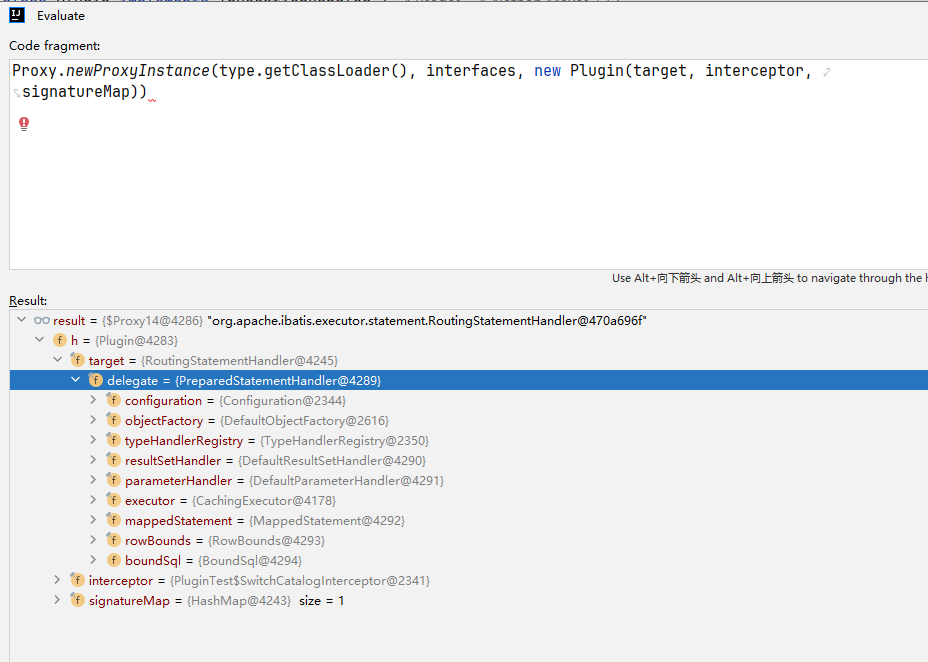 Evaluate
Code fragment:
Proxy.newProxyInstance(type.getClassLoader(), interfaces, new Plugin(target, interceptor,
signatureMap))
Use Alt+向下箭头 and Alt+向上箭头 to navigate through the
Result:
result = {$Proxy14@4286} "org.apache.ibatis.executor.statement.RoutingStatementHandler@470a696f"
h = {Plugin@4283}
target = {RoutingStatementHandler@4245}
delegate = {PreparedStatementHandler@4289}
configuration = {Configuration@2344}
objectFactory = {DefaultObjectFactory@2616}
typeHandlerRegistry = {TypeHandlerRegistry@2350}
resultSetHandler = {DefaultResultSetHandler@4290}
parameterHandler = {DefaultParameterHandler@4291}
executor = {CachingExecutor@4178}
mappedStatement = {MappedStatement@4292}
rowBounds = {RowBounds@4293}
boundSql = {BoundSql@4294}
interceptor = {PluginTest$SwitchCatalogInterceptor@2341}
signatureMap = {HashMap@4243} size = 1